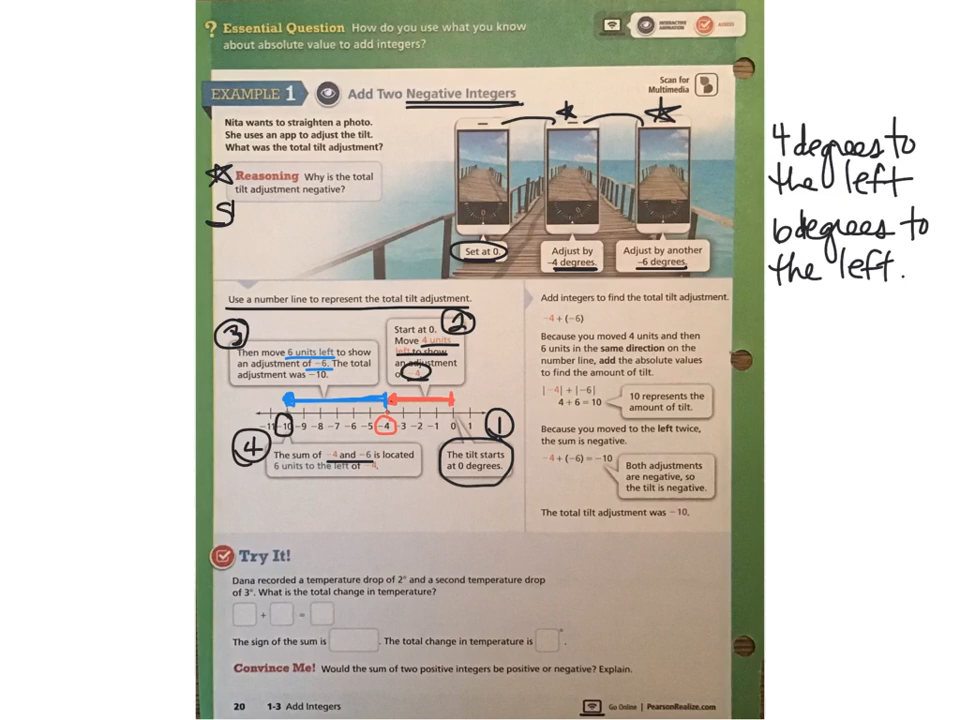 ? Essential Question How do you use what you know
about absolute value to add integers?
INTERACTIVE ANIMATION
ASSESS
EXAMPLE 1 Add Two Negative Integers
Scan for
Multimedia
Nita wants to straighten a photo.
She uses an app to adjust the tilt.
What was the total tilt adjustment?
Reasoning Why is the total
tilt adjustment negative?
Set at 0.
Adjust by
-4 degrees.
Adjust by another
-6 degrees.
4 degrees to
the left
6 degrees to
the left.
Use a number line to represent the total tilt adjustment.
3
Then move 6 units left to show
an adjustment of -6. The total
adjustment was -10.
2
Start at 0.
Move 4 units
left to show
an adjustment
of -4.
-11 -10 -9 -8 -7 -6 -5 -4 -3 -2 -1 0 1
1
4
The sum of -4 and -6 is located
6 units to the left of -4.
The tilt starts
at 0 degrees.
Add integers to find the total tilt adjustment.
-4 + (-6)
Because you moved 4 units and then
6 units in the same direction on the
number line, add the absolute values
to find the amount of tilt.
|-4| + |-6|
4 + 6 = 10
10 represents the
amount of tilt.
Because you moved to the left twice,
the sum is negative.
-4 + (-6) = -10
Both adjustments
are negative, so
the tilt is negative.
The total tilt adjustment was -10.
Try It!
Dana recorded a temperature drop of 2° and a second temperature drop
of 3°. What is the total change in temperature?
+ =
The sign of the sum is . The total change in temperature is °.
Convince Me! Would the sum of two positive integers be positive or negative? Explain.
20 1-3 Add Integers
Go Online | PearsonRealize.com